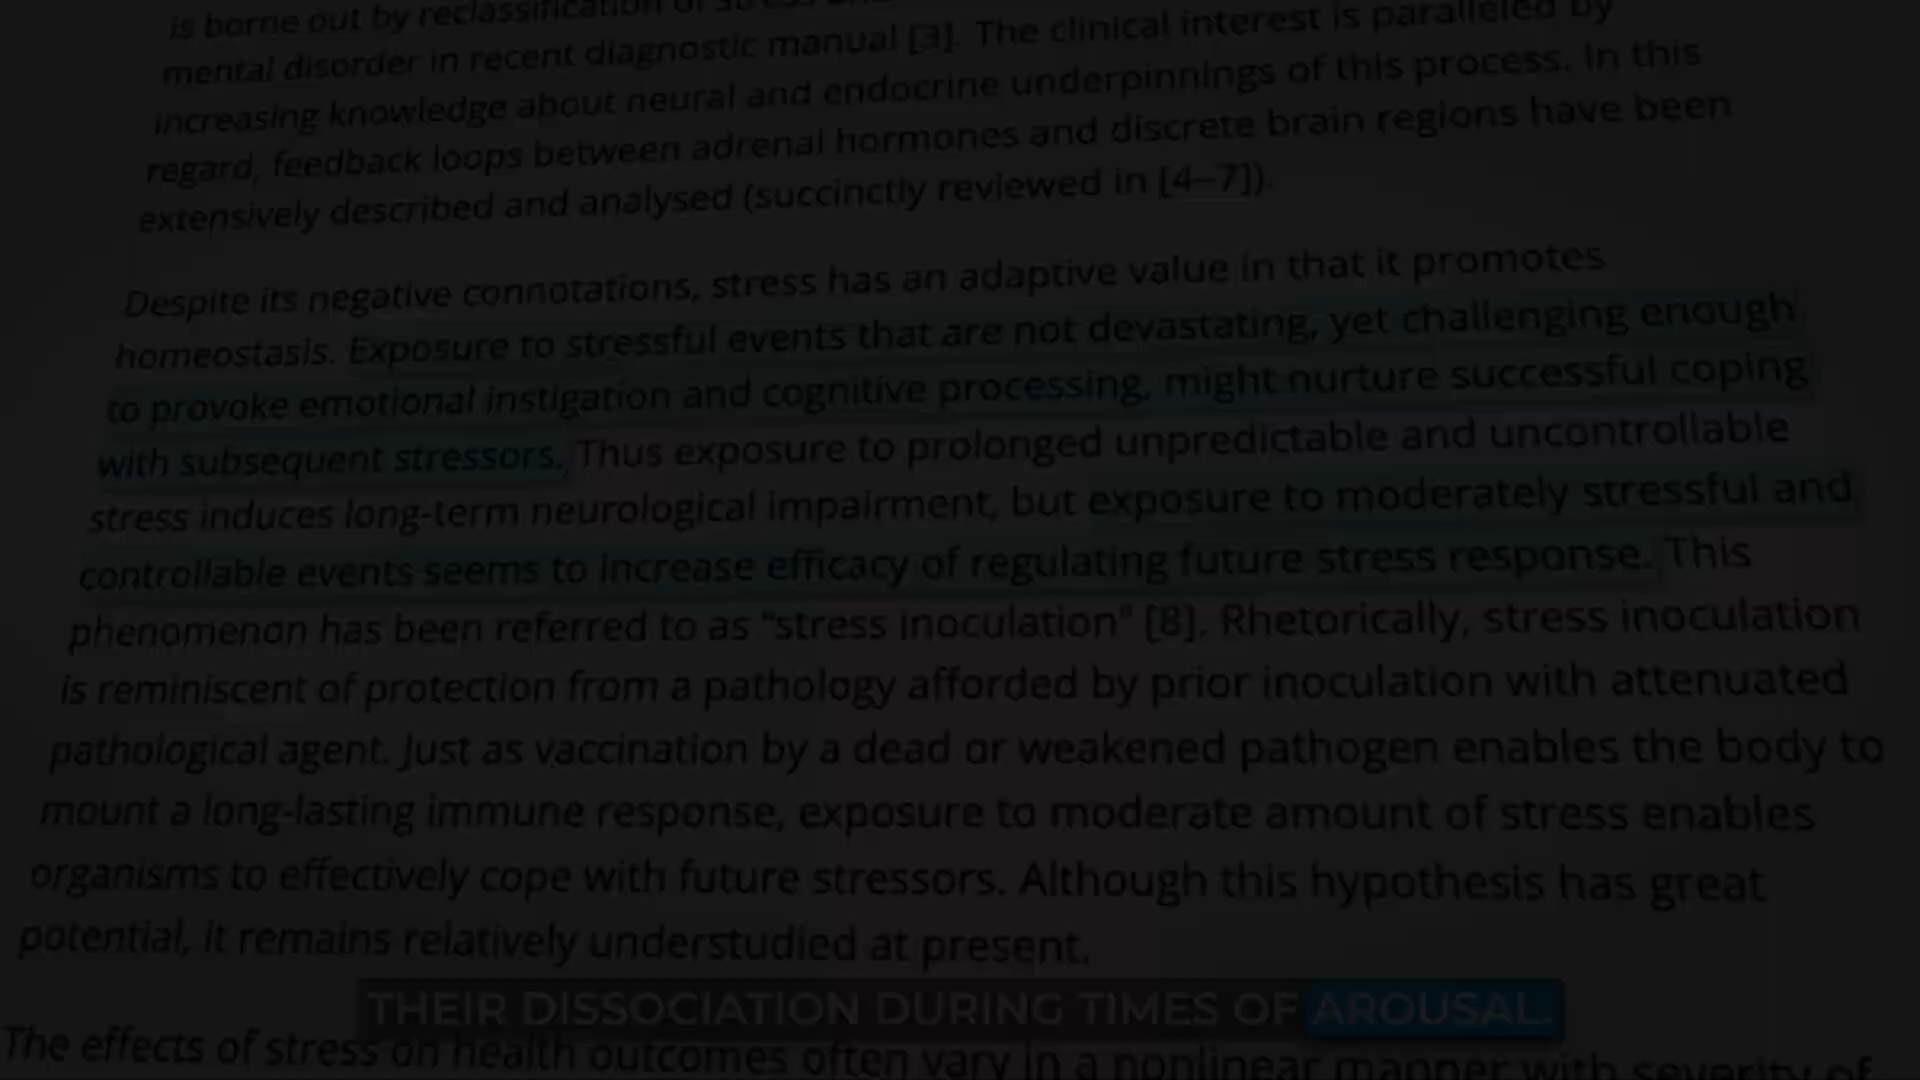 is borne out by reclassification of stress
mental disorder in recent diagnostic manual [3]. The clinical interest is paralleled by
increasing knowledge about neural and endocrine underpinnings of this process. In this
regard, feedback loops between adrenal hormones and discrete brain regions have been
extensively described and analysed (succinctly reviewed in [4–7]).
Despite its negative connotations, stress has an adaptive value in that it promotes
homeostasis. Exposure to stressful events that are not devastating, yet challenging enough
to provoke emotional instigation and cognitive processing, might nurture successful coping
with subsequent stressors. Thus exposure to prolonged unpredictable and uncontrollable
stress induces long-term neurological impairment, but exposure to moderately stressful and
controllable events seems to increase efficacy of regulating future stress response. This
phenomenon has been referred to as "stress inoculation" [8]. Rhetorically, stress inoculation
is reminiscent of protection from a pathology afforded by prior inoculation with attenuated
pathological agent. Just as vaccination by a dead or weakened pathogen enables the body to
mount a long-lasting immune response, exposure to moderate amount of stress enables
organisms to effectively cope with future stressors. Although this hypothesis has great
potential, it remains relatively understudied at present.
THEIR DISSOCIATION DURING TIMES OF AROUSAL.
The effects of stress on health outcomes often vary in a nonlinear manner with severity of